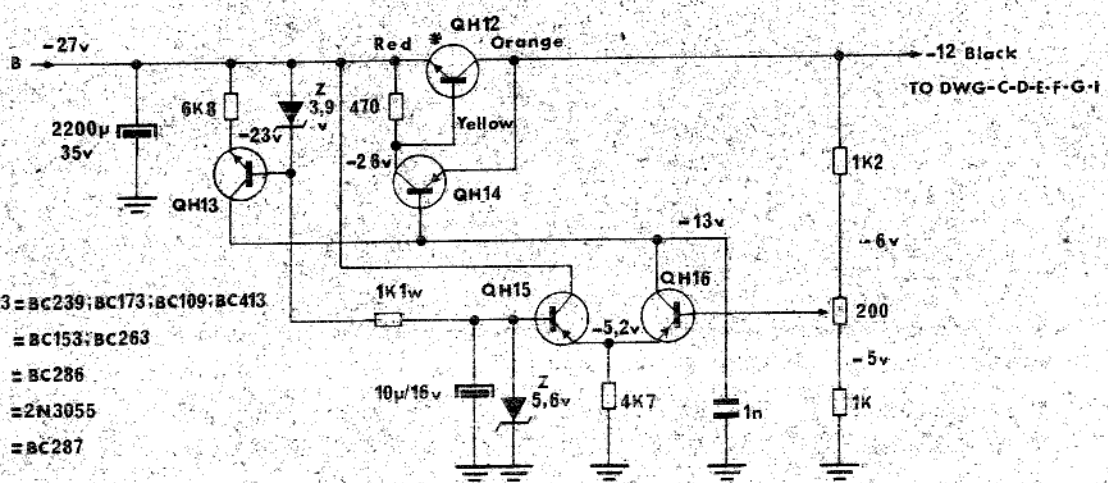 QH12
B
-27v
Red
*
Orange
-12 Black
TO DWG-C-D-E-F-G-I
6K8
Z
3,9
v
470
Yellow
2200µ
35v
-23v
-26v
1K2
QH13
QH14
-13v
-6v
3=BC239;BC173;BC109;BC413
1K1w
QH15
QH16
200
=BC153;BC263
-5,2v
-5v
=BC286
10µ/16v
Z
5,6v
4K7
1n
1K
=2N3055
=BC287